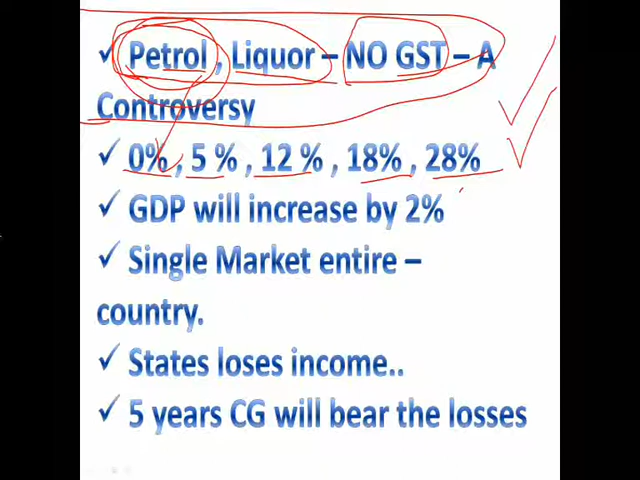 ✓ Petrol , Liquor – NO GST – A
Controversy
✓ 0% , 5 % , 12 % , 18% , 28%
✓ GDP will increase by 2%
✓ Single Market entire –
country.
✓ States loses income..
✓ 5 years CG will bear the losses